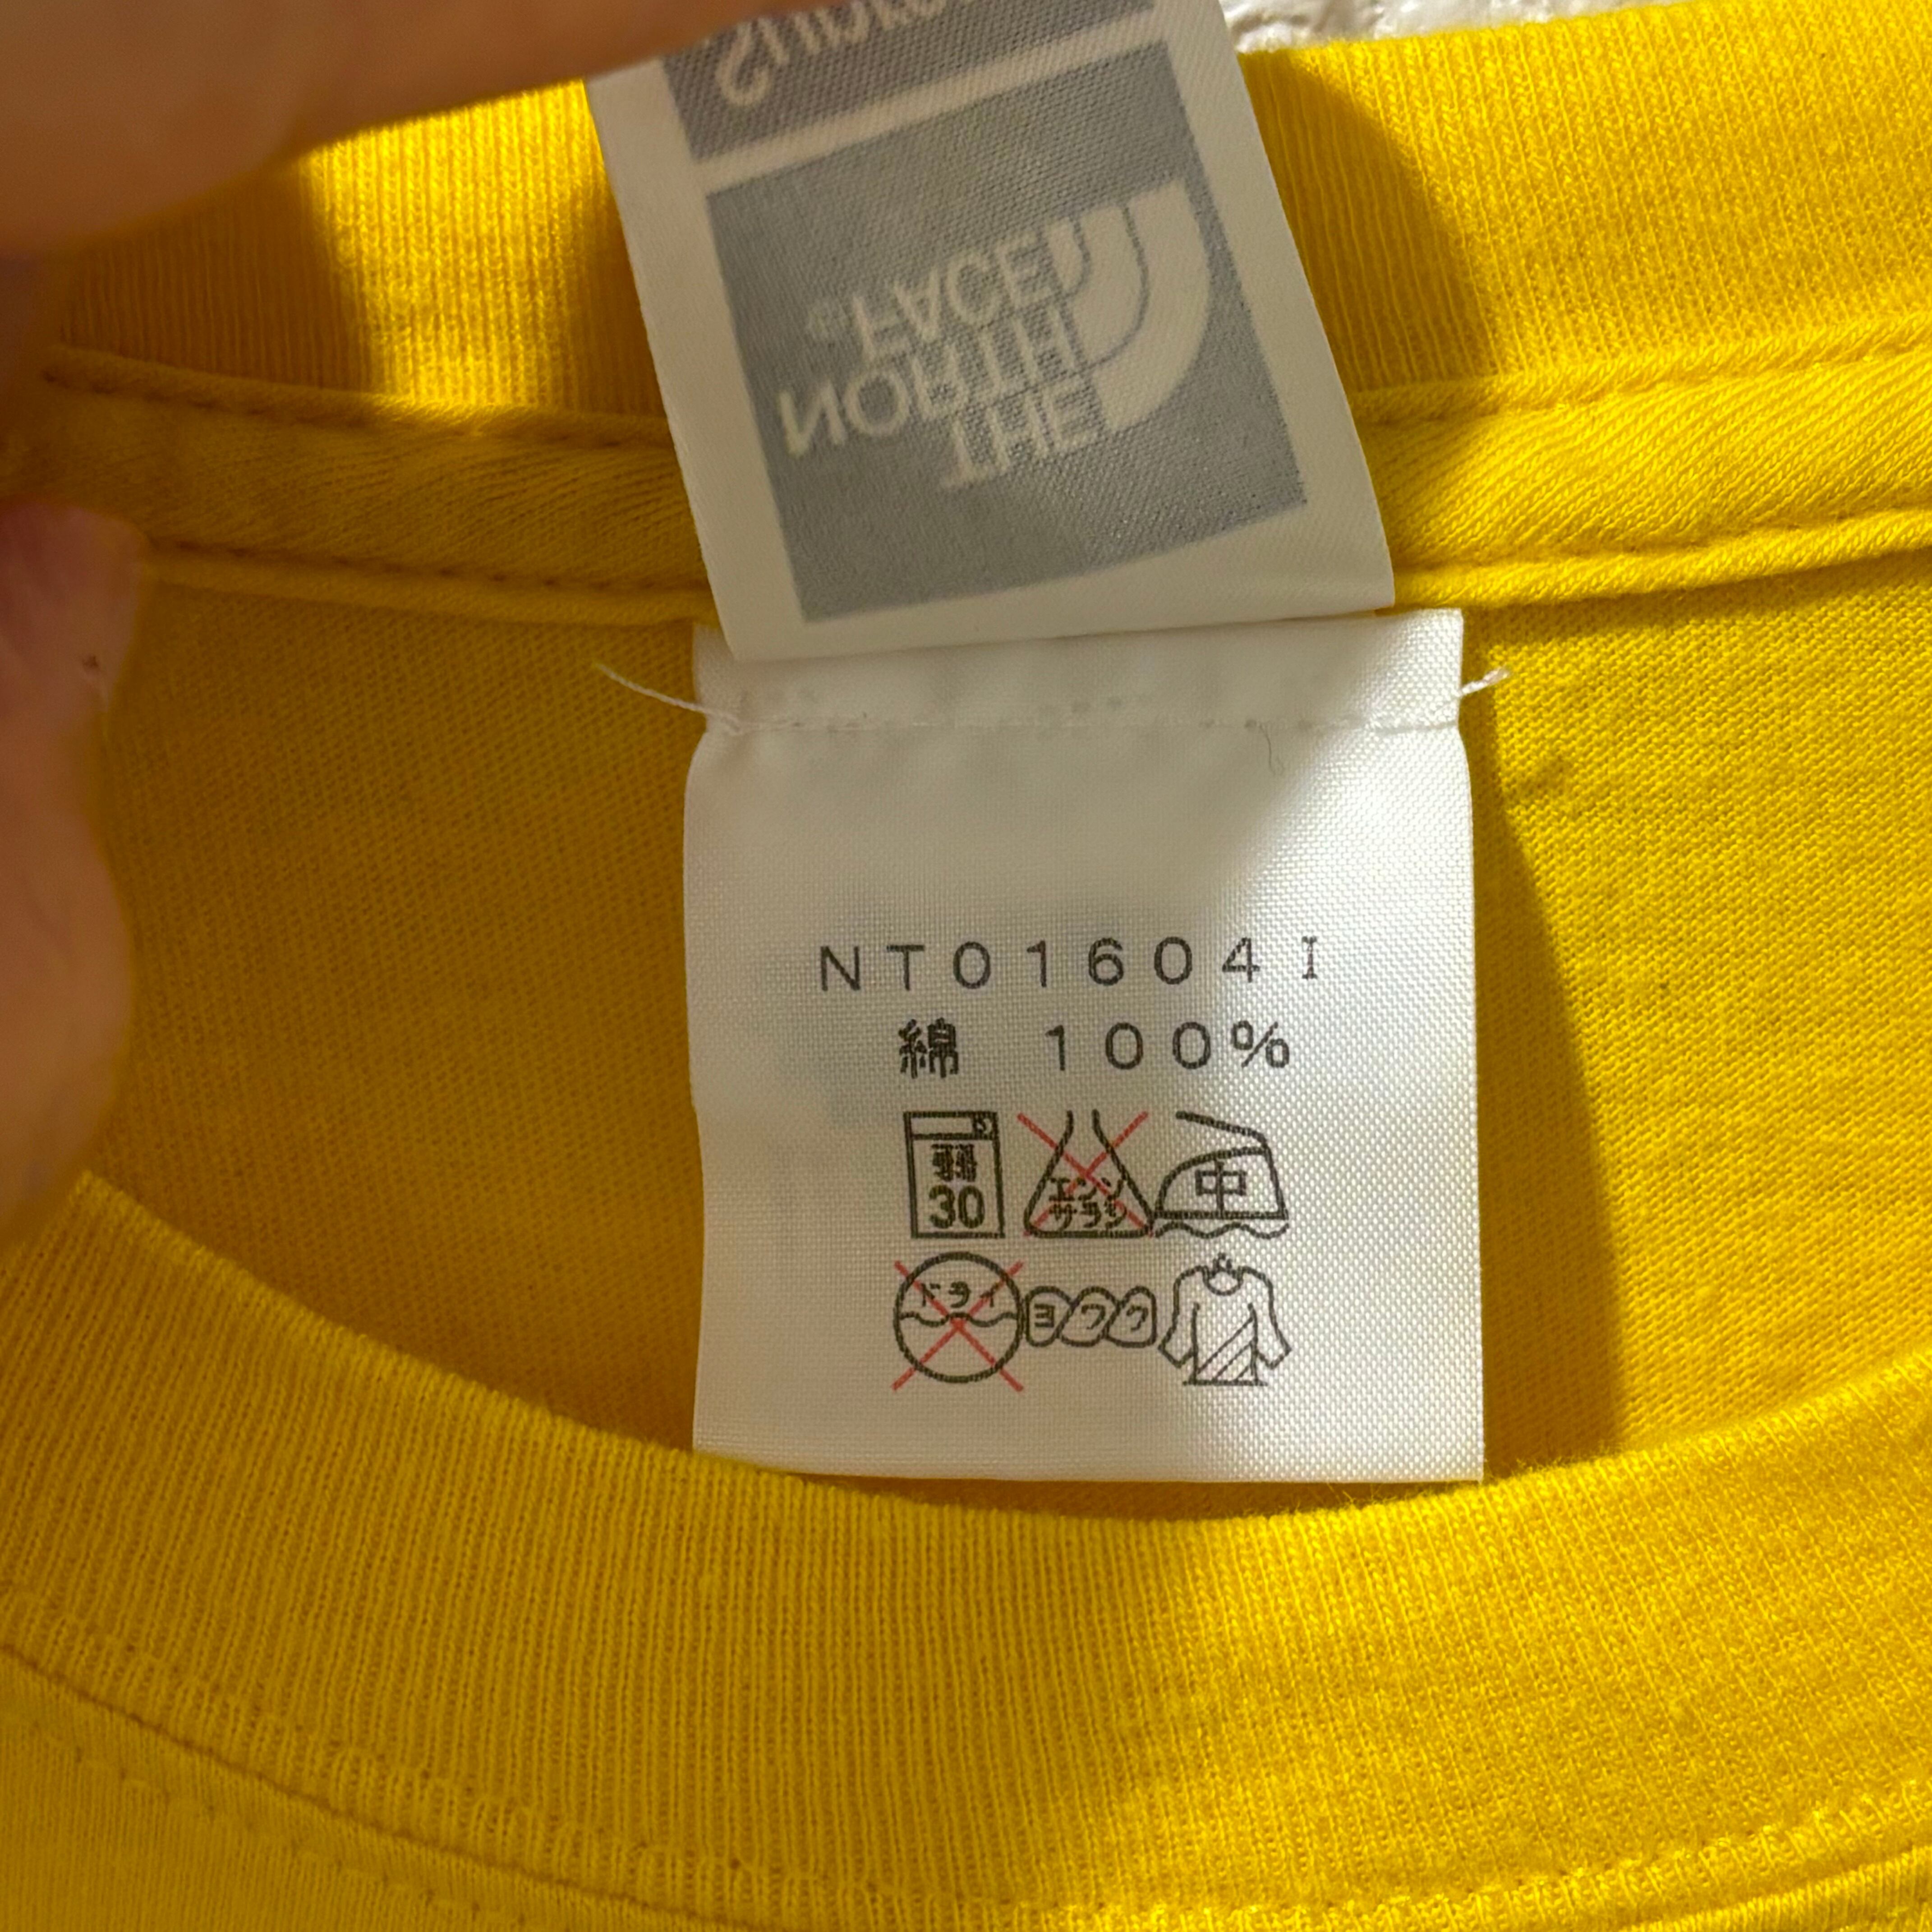 THE
NORTH
FACE
NT01604I
綿 100%
弱
30
エンソ
サラシ
中
ドライ
ヨワク